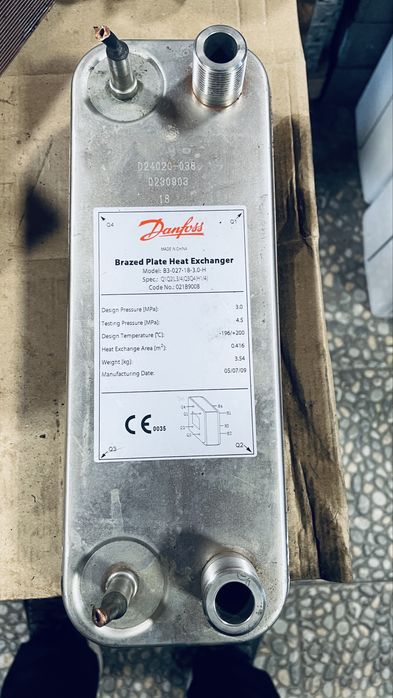 D24020-038
Q230903
18
Q4
Q1
Danfoss
MADE IN CHINA
Brazed Plate Heat Exchanger
Model: B3-027-18-3.0-H
Code No.: 021B9008
Design Pressure [MPa]: 3.0
Testing Pressure [MPa]: 4.5
Design Temperature [°C]: -196/+200
Heat Exchange Area [m²]: 0.416
Weight [kg]: 3.54
Manufacturing Date: 05/07/09
CE 0035
Q3
Q2